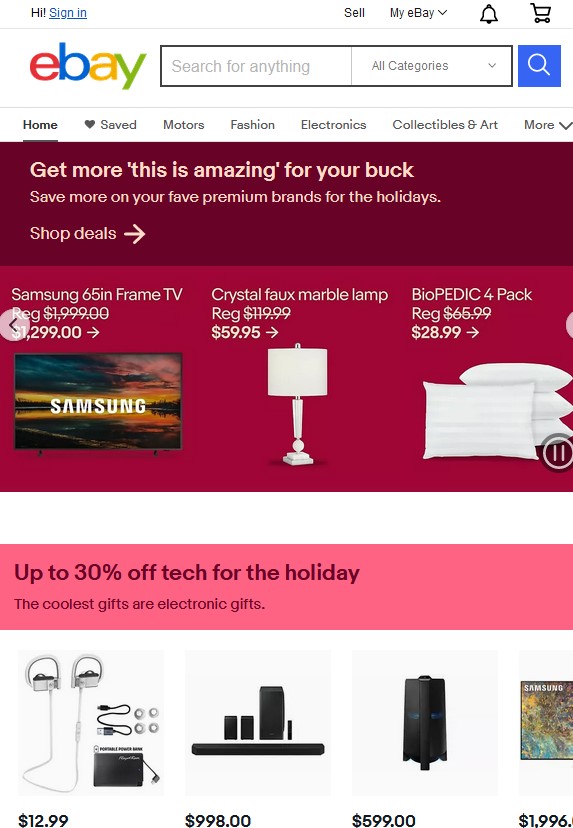 Hi! Sign in
Sell
My eBay
ebay
Search for anything
All Categories
Home
Saved
Motors
Fashion
Electronics
Collectibles & Art
More
Get more 'this is amazing' for your buck
Save more on your fave premium brands for the holidays.
Shop deals
Samsung 65in Frame TV
Reg $1,999.00
$1,299.00
SAMSUNG
Crystal faux marble lamp
Reg $119.99
$59.95
BioPEDIC 4 Pack
Reg $65.99
$28.99
Up to 30% off tech for the holiday
The coolest gifts are electronic gifts.
PORTABLE POWER BANK
SAMSUNG
$12.99
$998.00
$599.00
$1,996.